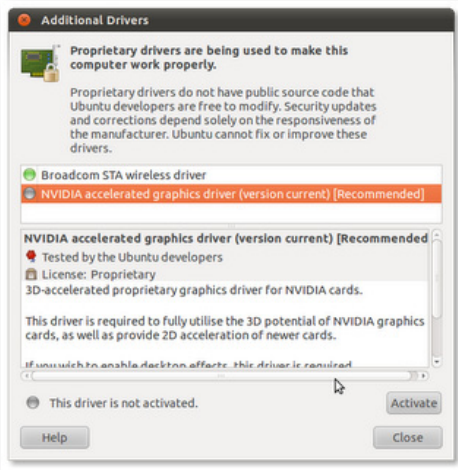 Additional Drivers
Proprietary drivers are being used to make this
computer work properly.
Proprietary drivers do not have public source code that
Ubuntu developers are free to modify. Security updates
and corrections depend solely on the responsiveness of
the manufacturer. Ubuntu cannot fix or improve these
drivers.
Broadcom STA wireless driver
NVIDIA accelerated graphics driver (version current) [Recommended]
NVIDIA accelerated graphics driver (version current) [Recommended
Tested by the Ubuntu developers
License: Proprietary
3D-accelerated proprietary graphics driver for NVIDIA cards.
This driver is required to fully utilise the 3D potential of NVIDIA graphics
cards, as well as provide 2D acceleration of newer cards.
If you wish to enable desktop effects, this driver is required
This driver is not activated.
Activate
Help
Close